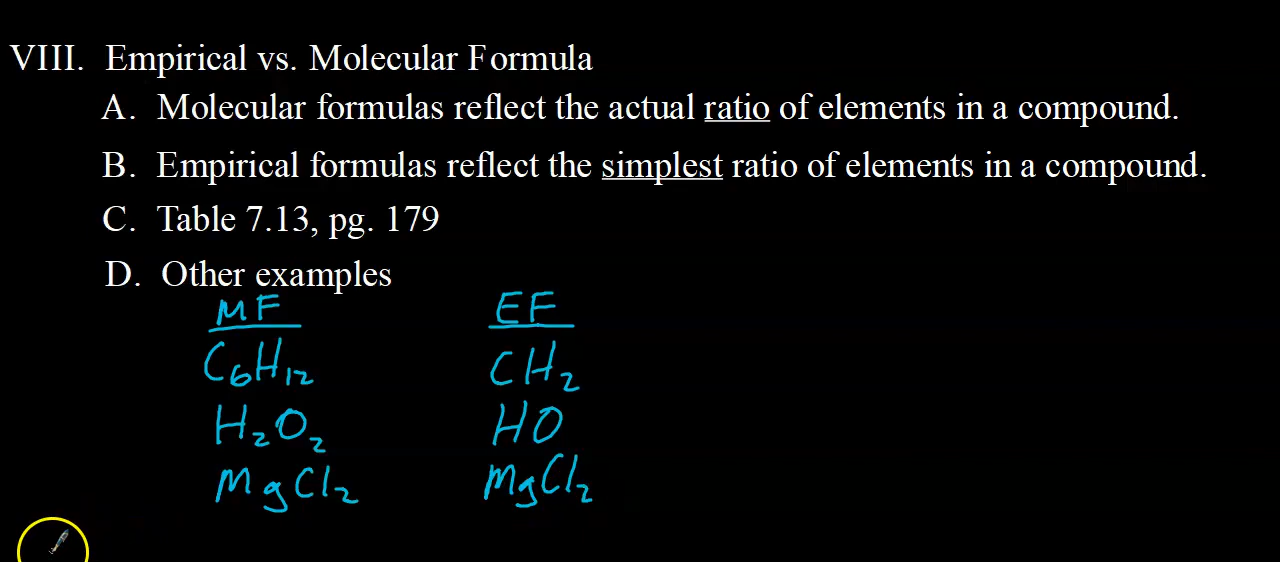 VIII. Empirical vs. Molecular Formula
A. Molecular formulas reflect the actual ratio of elements in a compound.
B. Empirical formulas reflect the simplest ratio of elements in a compound.
C. Table 7.13, pg. 179
D. Other examples
MF EF
C₆H₁₂ CH₂
H₂O₂ HO
MgCl₂ MgCl₂